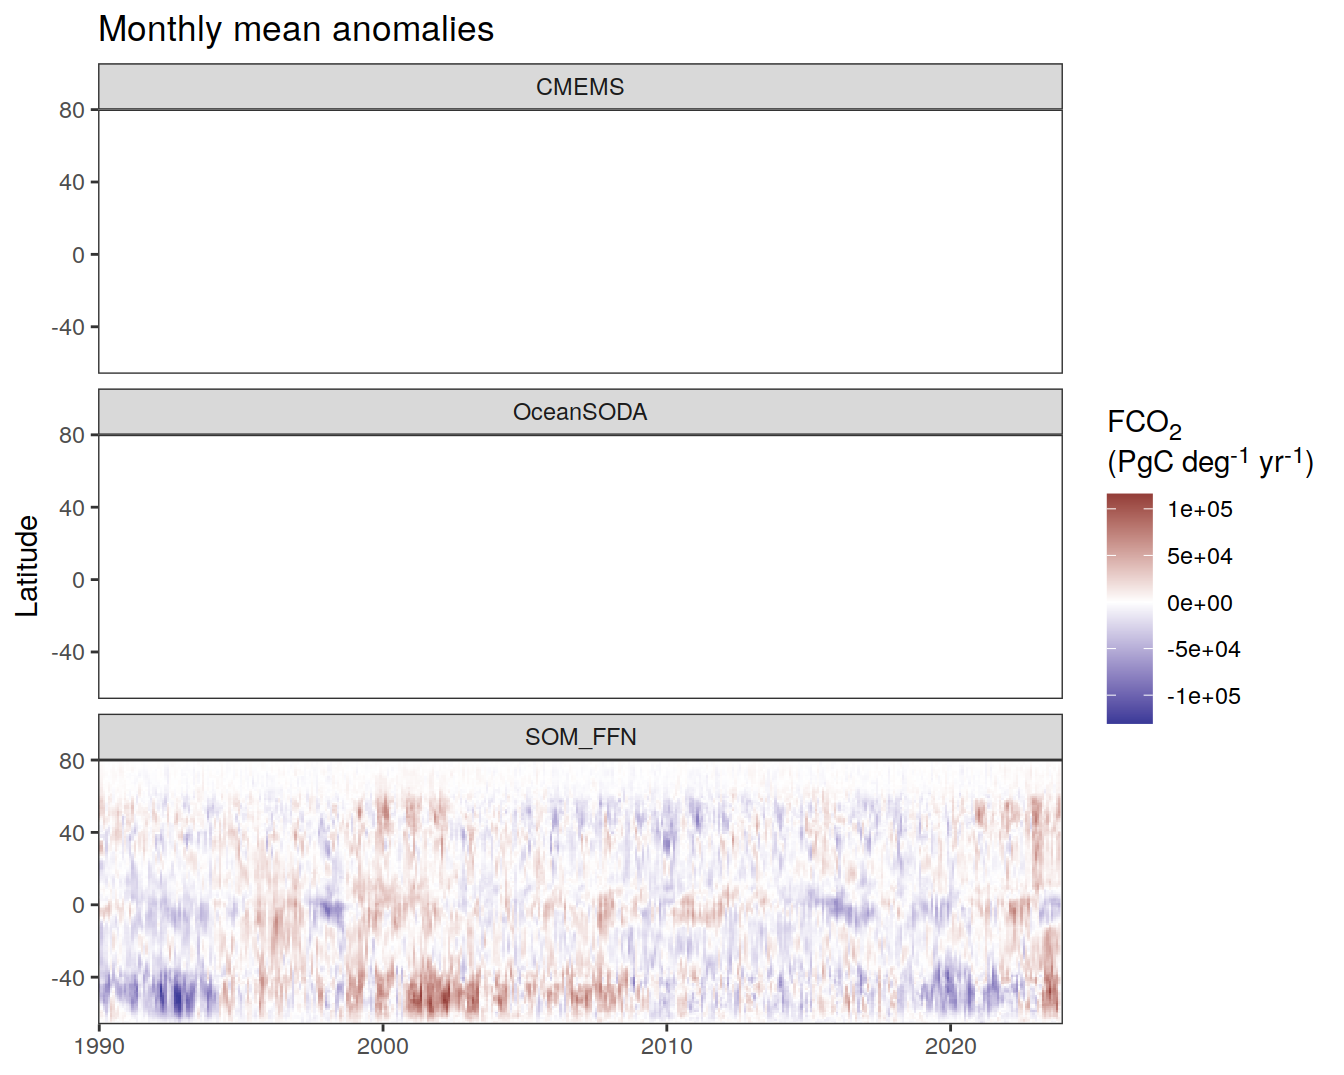 Monthly mean anomalies
CMEMS
80
40
0
-40
OceanSODA
80
40
0
-40
Latitude
SOM_FFN
80
40
0
-40
1990 2000 2010 2020
FCO₂
(PgC deg⁻¹ yr⁻¹)
1e+05
5e+04
0e+00
-5e+04
-1e+05